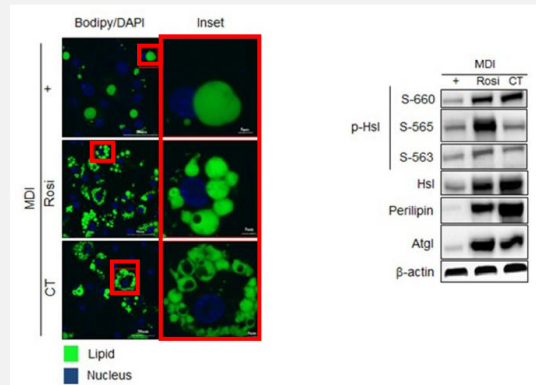 Bodipy/DAPI Inset
+
MDI
Rosi
CT
Lipid
Nucleus
MDI
+ Rosi CT
p-Hsl
S-660
S-565
S-563
Hsl
Perilipin
Atgl
β-actin